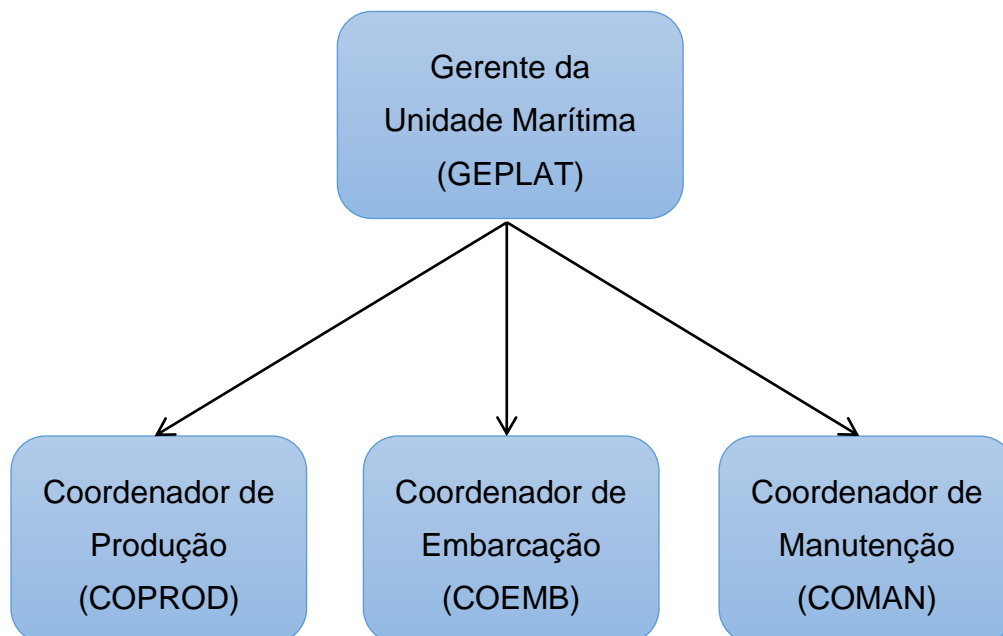 Gerente da
Unidade Marítima
(GEPLAT)
Coordenador de
Produção
(COPROD)
Coordenador de
Embarcação
(COEMB)
Coordenador de
Manutenção
(COMAN)